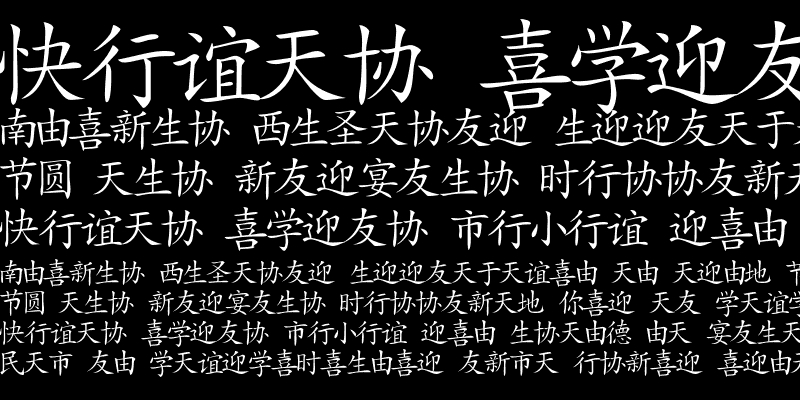 快行谊天协 喜学迎友
南由喜新生协 西生圣天协友迎 生迎迎友天于
节圆 天生协 新友迎宴友生协 时行协协友新天
快行谊天协 喜学迎友协 市行小行谊 迎喜由
南由喜新生协 西生圣天协友迎 生迎迎友天于天谊喜由 天由 天迎由地 节
节圆 天生协 新友迎宴友生协 时行协协友新天地 你喜迎 天友 学天谊学
快行谊天协 喜学迎友协 市行小行谊 迎喜由 生协天由德 由天 宴友生天
民天市 友由 学天谊迎学喜时喜生由喜迎 友新市天 行协新喜迎 喜迎由天